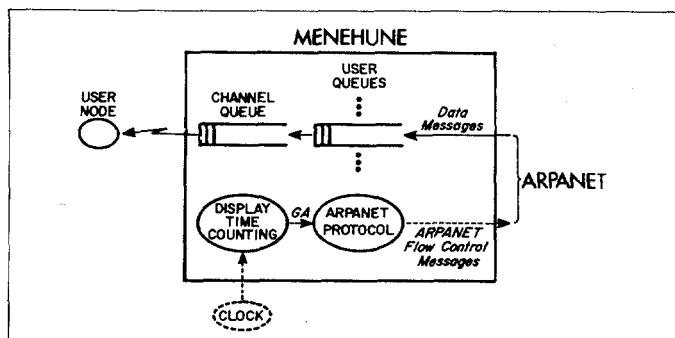 MENEHUNE
USER
QUEUES
USER
NODE
CHANNEL
QUEUE
Data
Messages
ARPANET
DISPLAY
TIME
COUNTING
GA
ARPANET
PROTOCOL
ARPANET
Flow Control
Messages
CLOCK